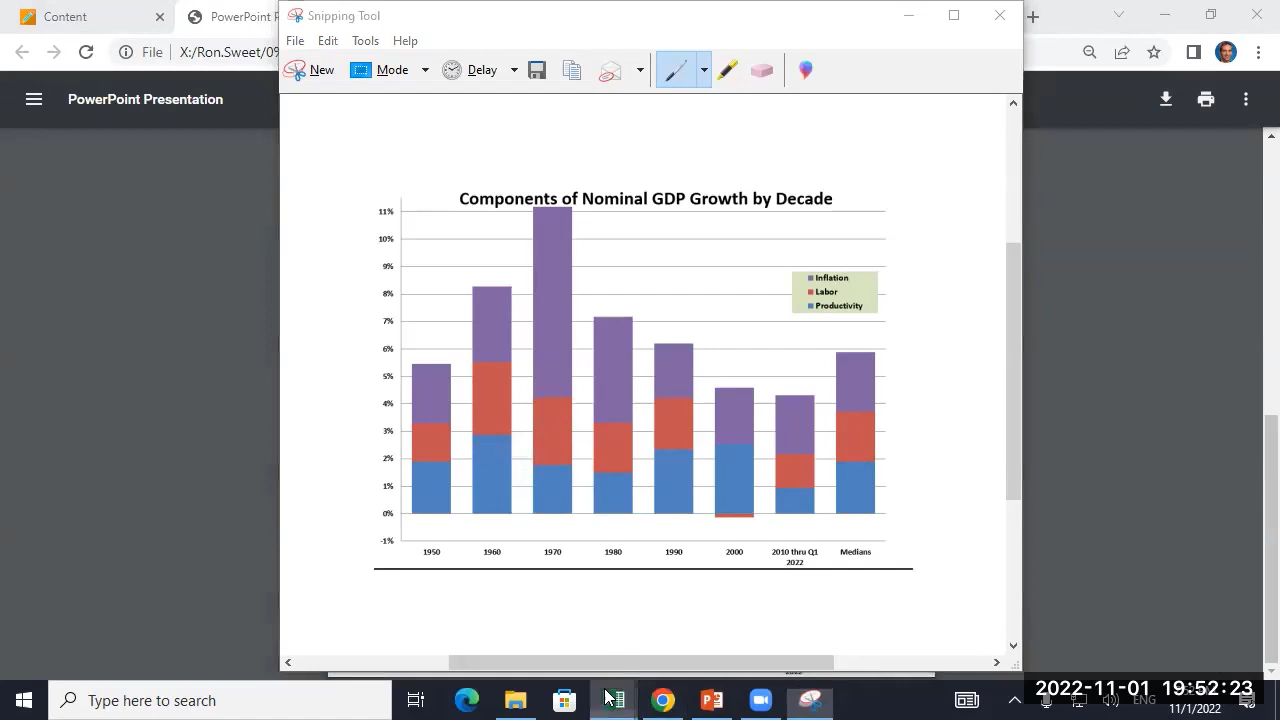 Content
PowerPoint P
Snipping Tool
File Edit Tools Help
File X:/Ron.Sweet/0%
New Mode Delay
PowerPoint Presentation
Components of Nominal GDP Growth by Decade
11%
10%
9%
8%
7%
6%
5%
4%
3%
2%
1%
0%
-1%
Inflation
Labor
Productivity
1950 1960 1970 1980 1990 2000 2010 thru Q1 2022 Medians
Type here to search
2022-11-01 19:52:23
ENG
11/1/2022